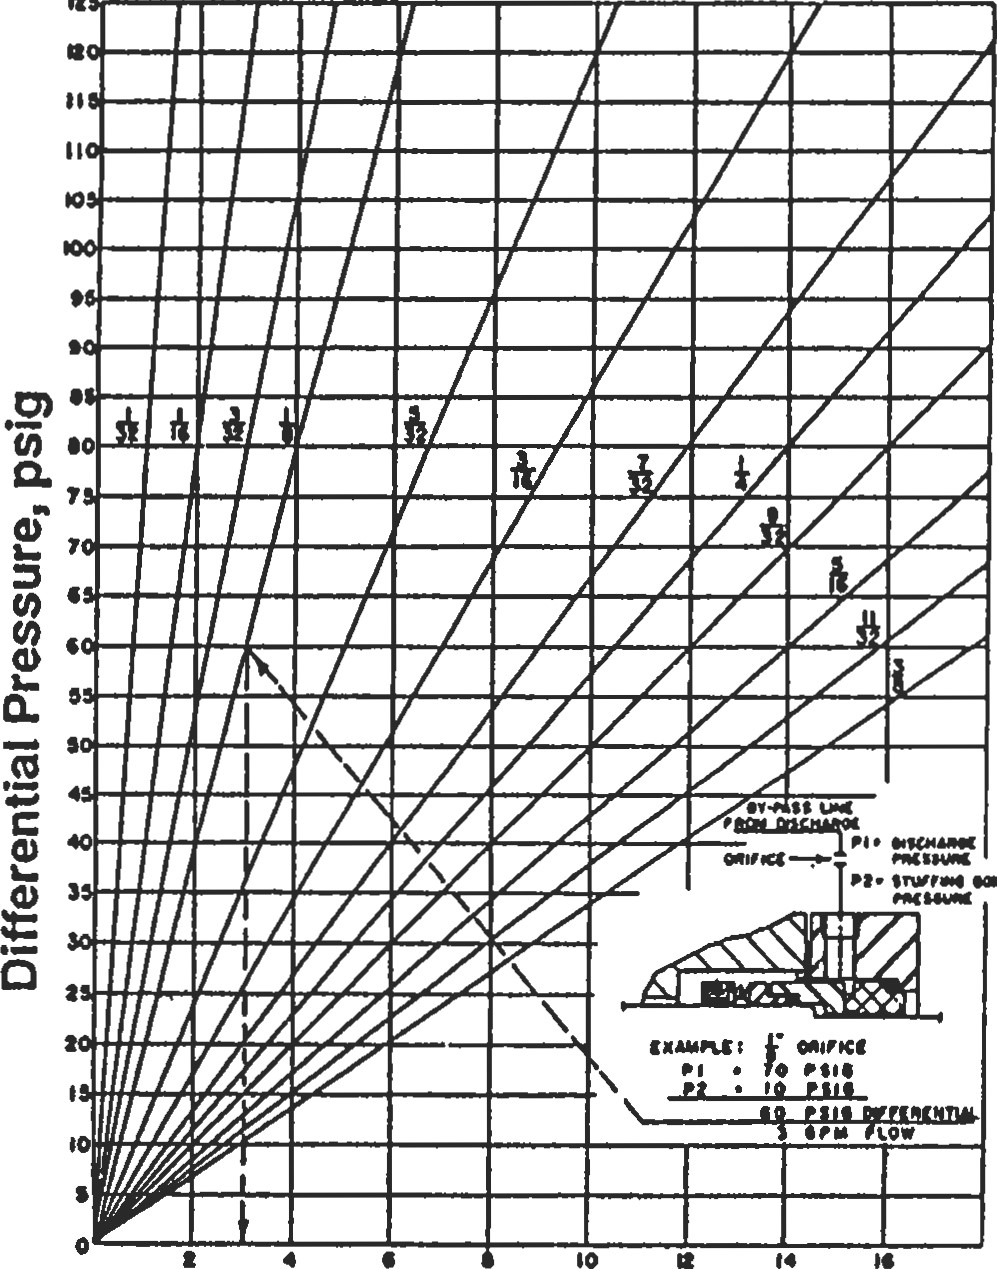 Differential Pressure, psig
125
120
115
110
105
100
95
90
85
80
75
70
65
60
55
50
45
40
35
30
25
20
15
10
5
0
2 4 6 8 10 12 14 16
1/32 1/16 3/32 1/8 5/32
3/16 7/32 1/4
9/32
5/16
11/32
3/8
BY-PASS LINE
FROM DISCHARGE
P1= DISCHARGE
PRESSURE
ORIFICE
P2= STUFFING BOX
PRESSURE
EXAMPLE: 1/8" ORIFICE
P1 = 70 PSIG
P2 = 10 PSIG
60 PSIG DIFFERENTIAL
3 GPM FLOW